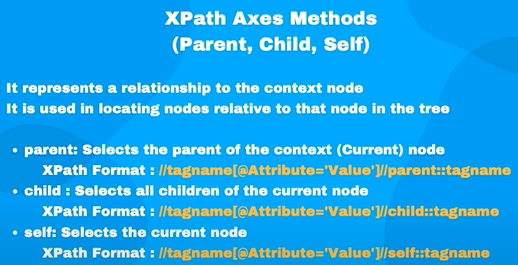 XPath Axes Methods
(Parent, Child, Self)
It represents a relationship to the context node
It is used in locating nodes relative to that node in the tree
• parent: Selects the parent of the context (Current) node
XPath Format : //tagname[@Attribute='Value']//parent::tagname
• child : Selects all children of the current node
XPath Format : //tagname[@Attribute='Value']//child::tagname
• self: Selects the current node
XPath Format : //tagname[@Attribute='Value']//self::tagname